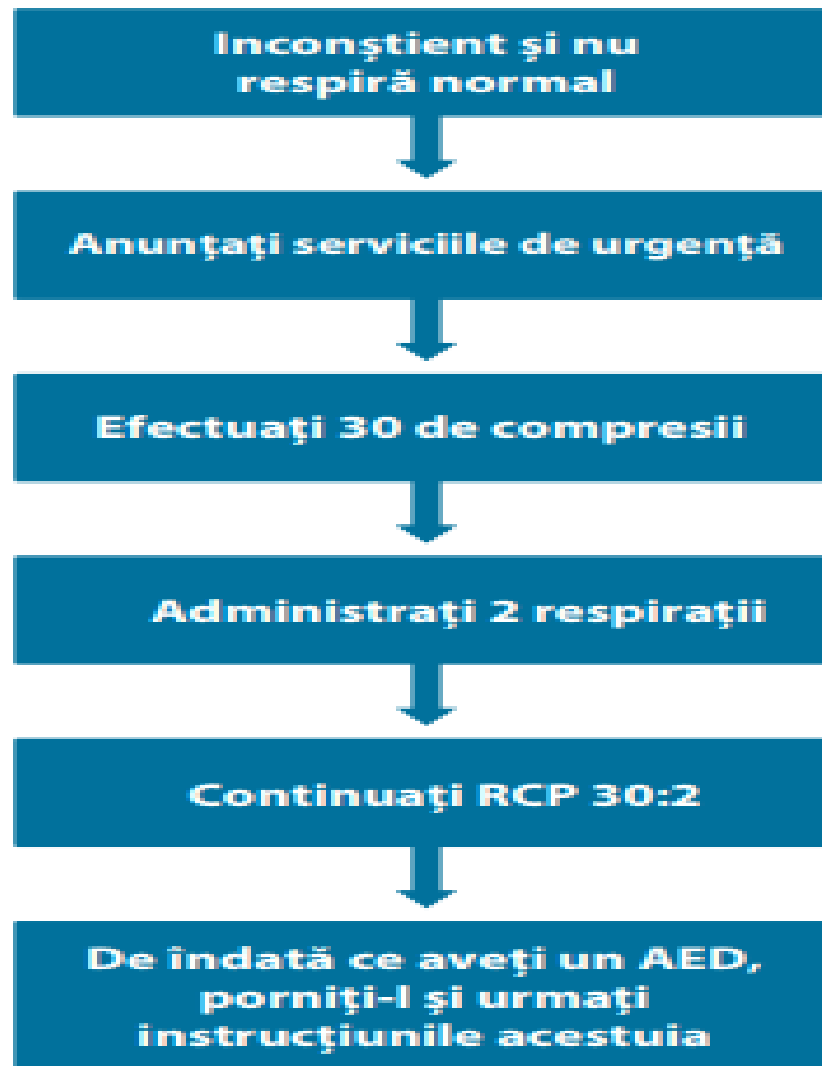 Inconştient şi nu
respiră normal
Anunţaţi serviciile de urgenţă
Efectuaţi 30 de compresii
Administraţi 2 respiraţii
Continuaţi RCP 30:2
De îndată ce aveţi un AED,
porniţi-l şi urmaţi
instrucţiunile acestuia